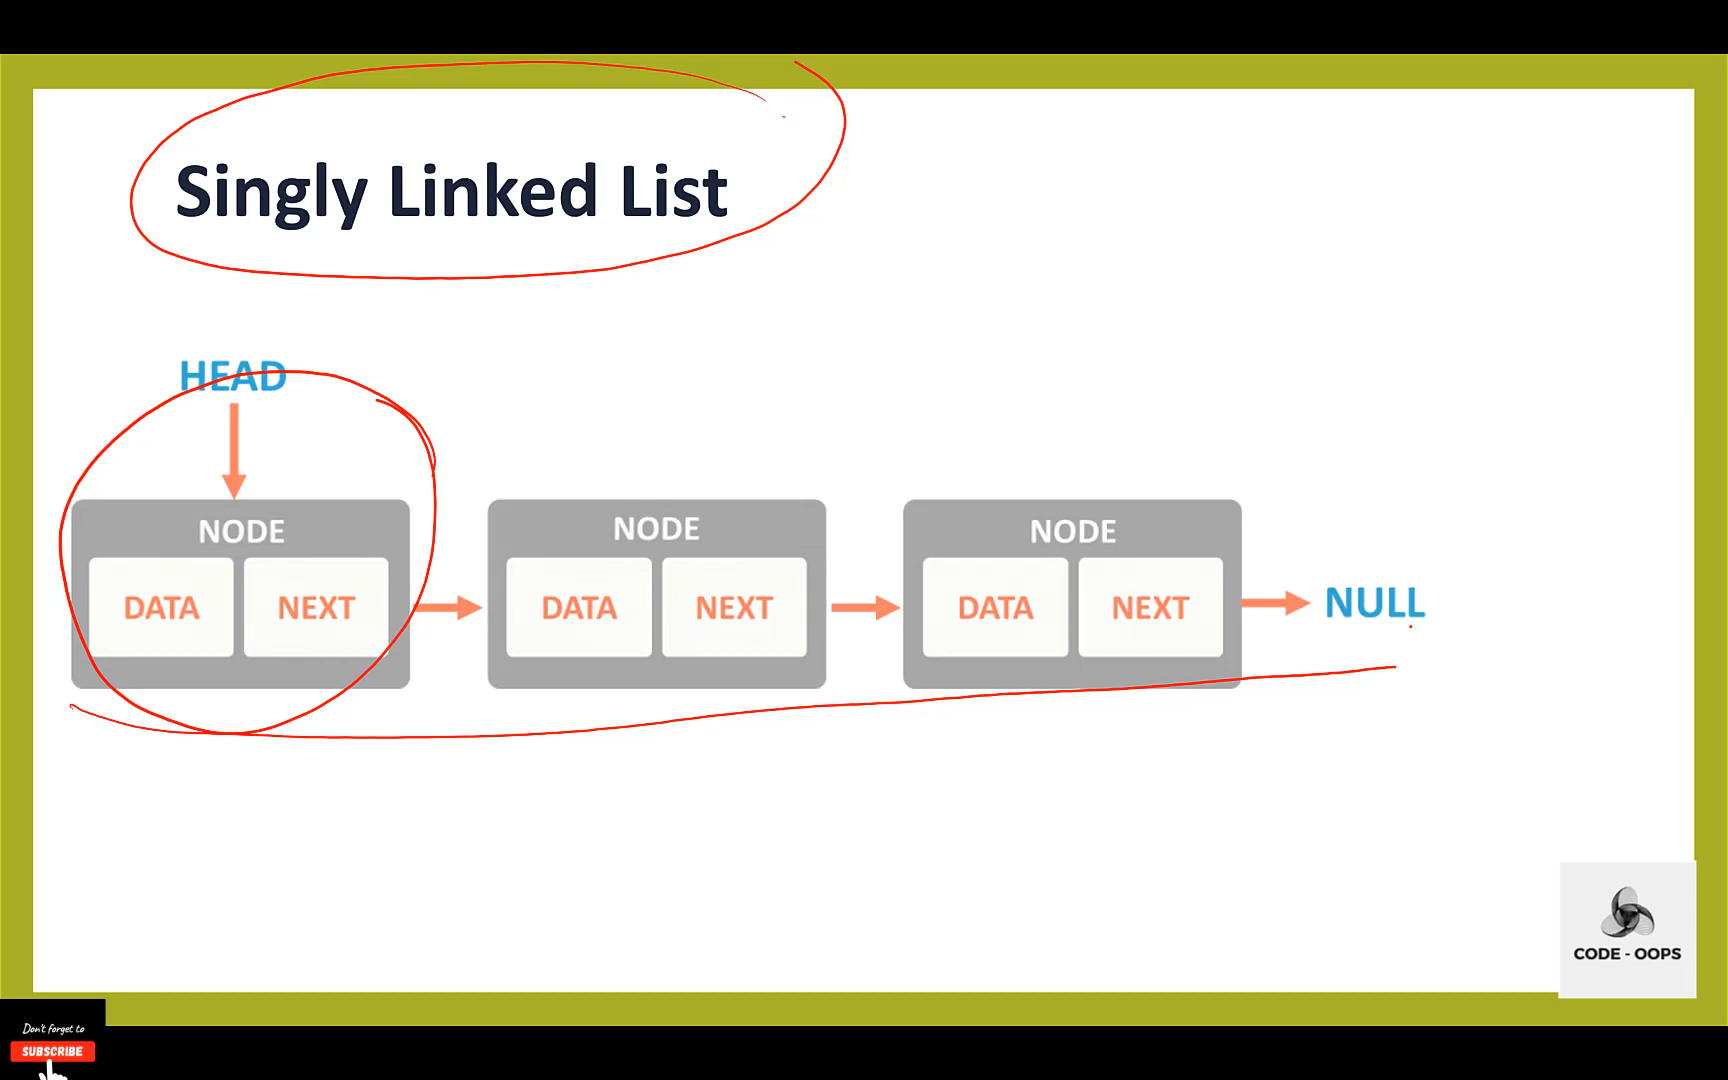 Singly Linked List
HEAD
NODE NODE NODE
DATA NEXT DATA NEXT DATA NEXT NULL
CODE - OOPS
Don't forget to
SUBSCRIBE